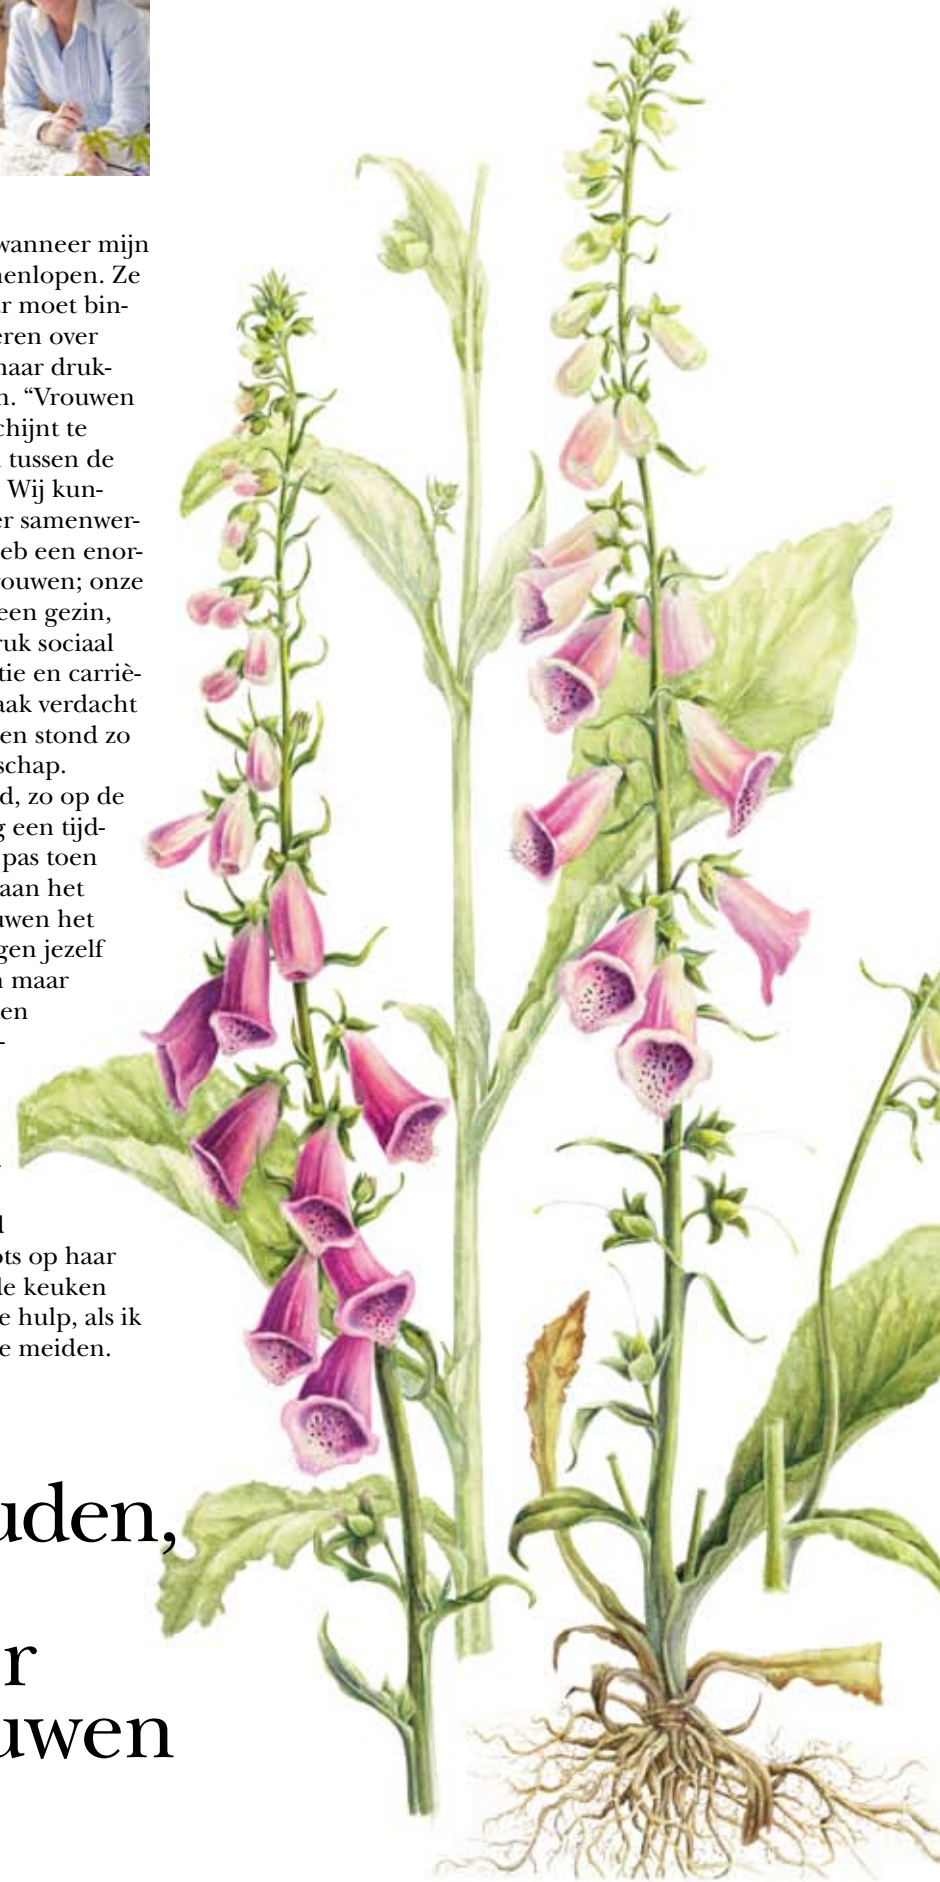 wanneer mijn
enlopen. Ze
r moet bin-
eren over
naar druk-
n. “Vrouwen
chijnt te
tussen de
Wij kun-
er samenwer-
eb een enor-
rouwen; onze
een gezin,
ruk sociaal
tie en carriè-
aak verdacht
en stond zo
schap.
d, zo op de
g een tijd-
pas toen
aan het
uwen het
gen jezelf
n maar
en
-
ots op haar
le keuken
e hulp, als ik
e meiden.
uden,
r
uwen